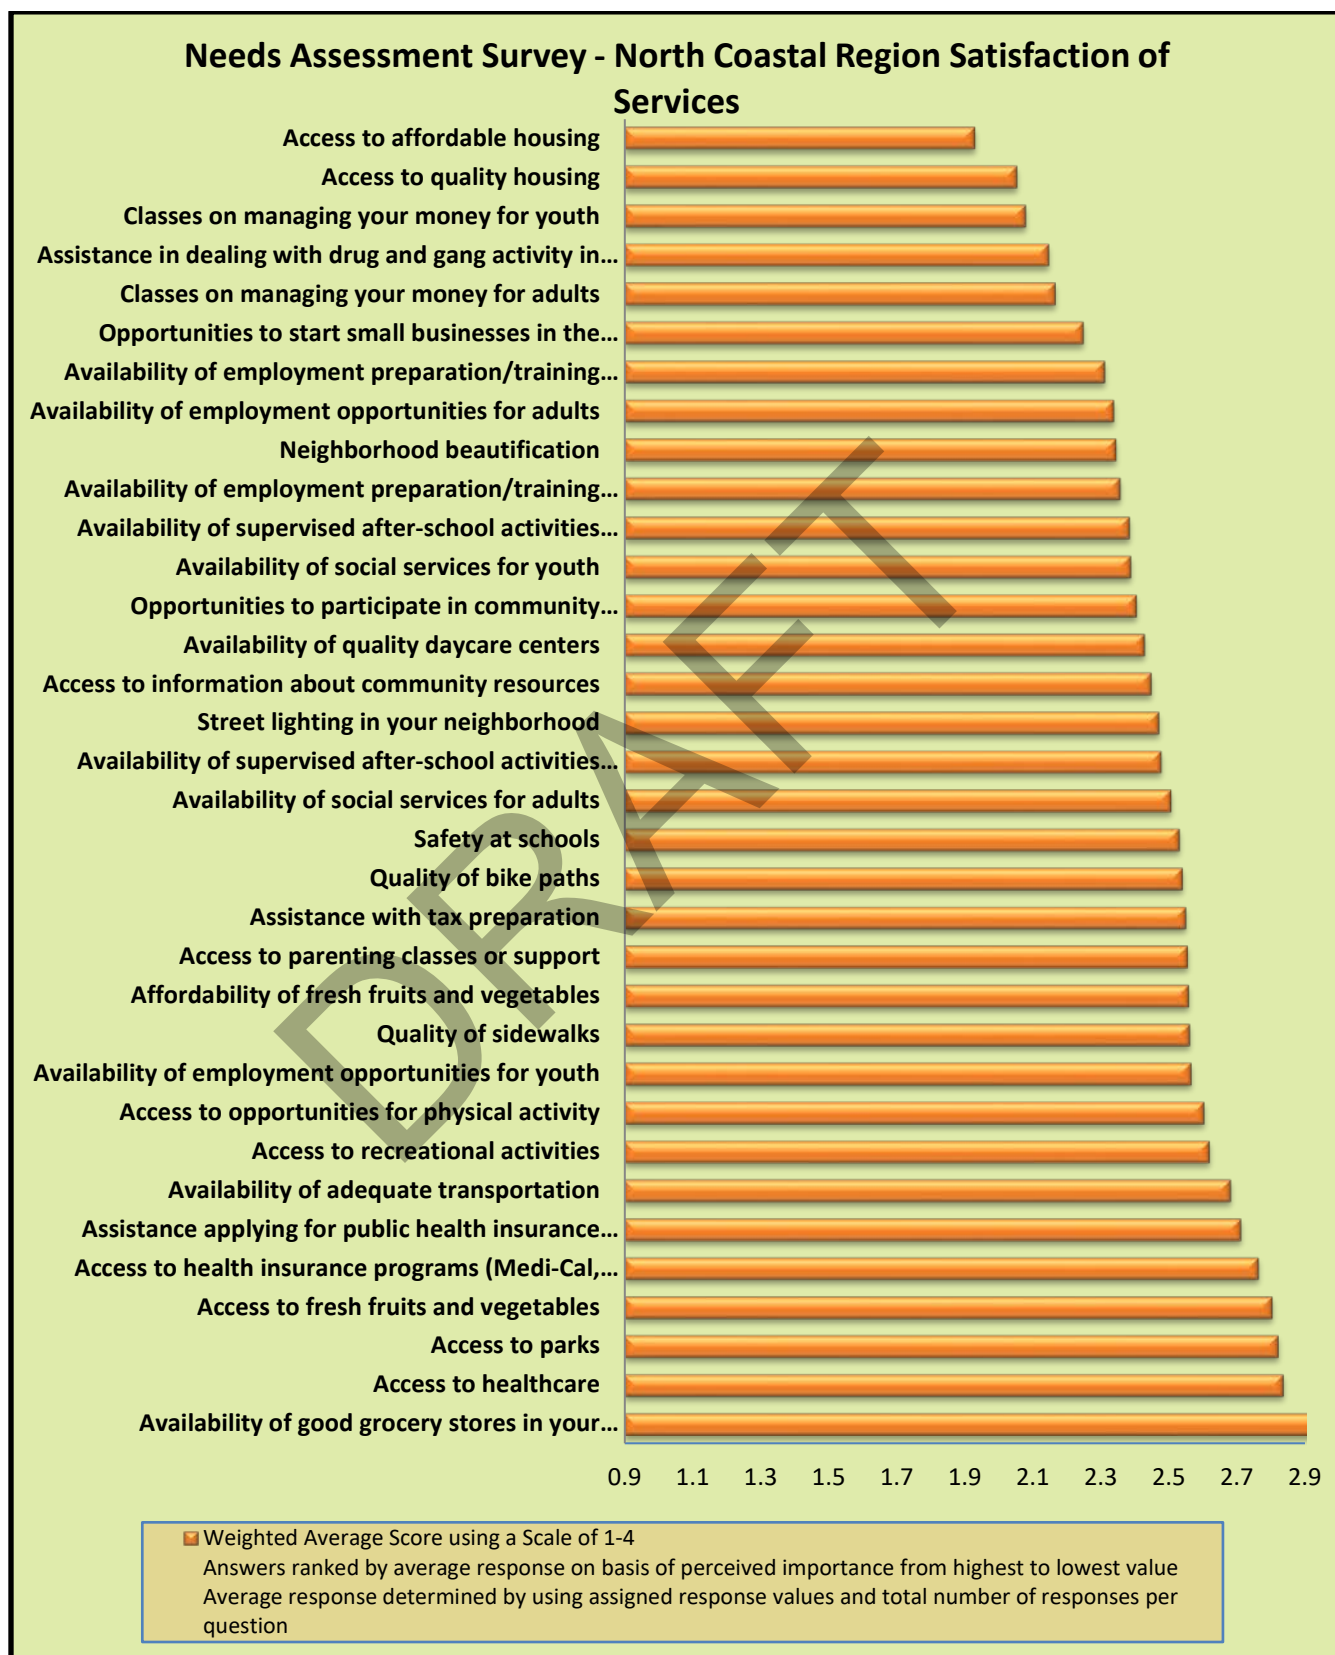 Needs Assessment Survey - North Coastal Region Satisfaction of
Services
Access to affordable housing
Access to quality housing
Classes on managing your money for youth
Assistance in dealing with drug and gang activity in...
Classes on managing your money for adults
Opportunities to start small businesses in the...
Availability of employment preparation/training...
Availability of employment opportunities for adults
Neighborhood beautification
Availability of employment preparation/training...
Availability of supervised after-school activities...
Availability of social services for youth
Opportunities to participate in community...
Availability of quality daycare centers
Access to information about community resources
Street lighting in your neighborhood
Availability of supervised after-school activities...
Availability of social services for adults
Safety at schools
Quality of bike paths
Assistance with tax preparation
Access to parenting classes or support
Affordability of fresh fruits and vegetables
Quality of sidewalks
Availability of employment opportunities for youth
Access to opportunities for physical activity
Access to recreational activities
Availability of adequate transportation
Assistance applying for public health insurance...
Access to health insurance programs (Medi-Cal,...
Access to fresh fruits and vegetables
Access to parks
Access to healthcare
Availability of good grocery stores in your...
0.9 1.1 1.3 1.5 1.7 1.9 2.1 2.3 2.5 2.7 2.9
Weighted Average Score using a Scale of 1-4
Answers ranked by average response on basis of perceived importance from highest to lowest value
Average response determined by using assigned response values and total number of responses per
question
DRAFT